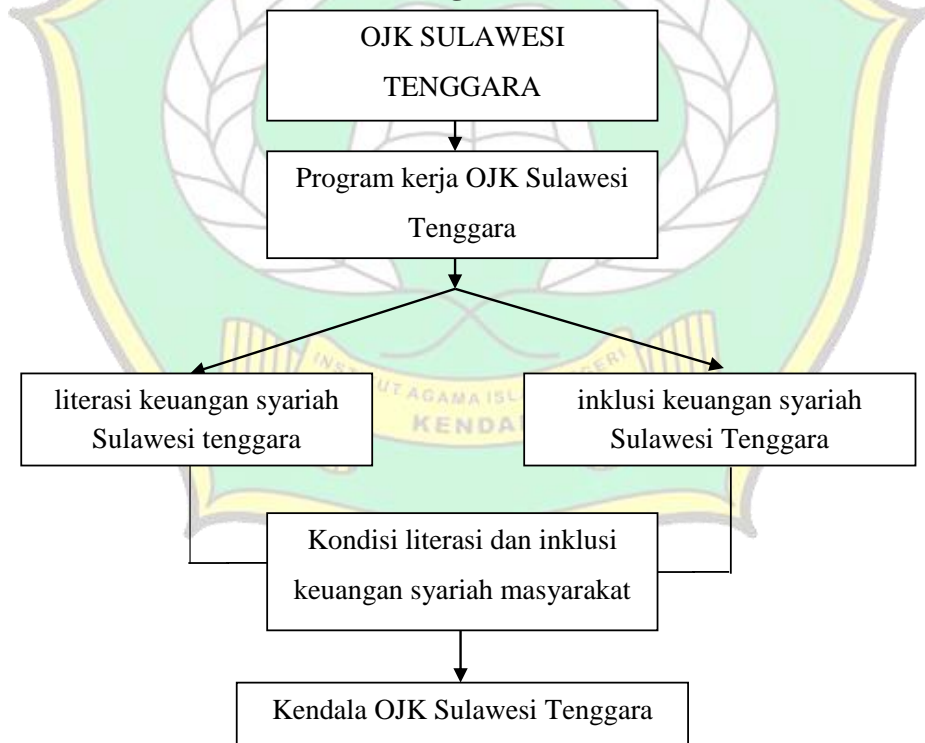 OJK SULAWESI
TENGGARA
Program kerja OJK Sulawesi
Tenggara
literasi keuangan syariah
Sulawesi tenggara
inklusi keuangan syariah
Sulawesi Tenggara
KENDA
Kondisi literasi dan inklusi
keuangan syariah masyarakat
Kendala OJK Sulawesi Tenggara